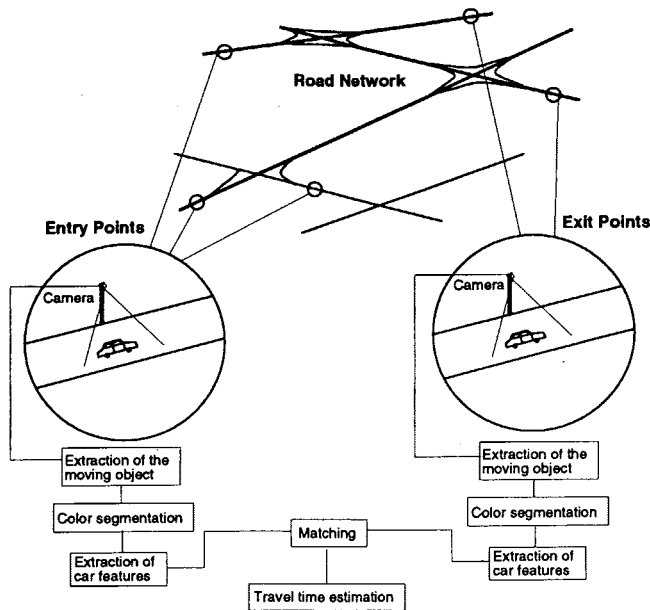 Road Network
Entry Points
Exit Points
Camera
Camera
Extraction of the
moving object
Extraction of the
moving object
Color segmentation
Color segmentation
Matching
Extraction of
car features
Extraction of
car features
Travel time estimation